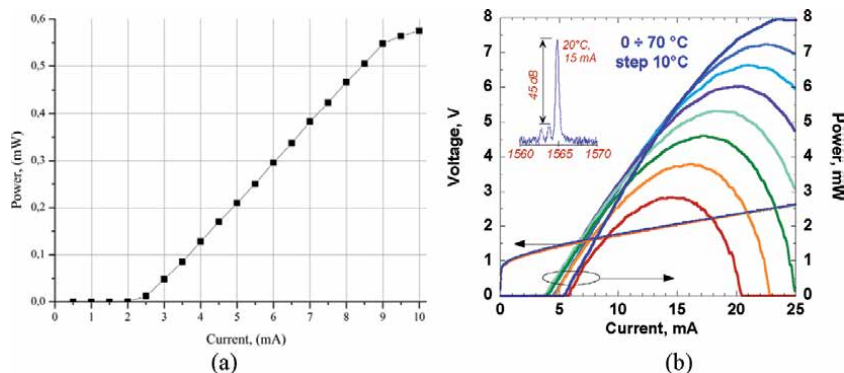 0,6
0,5
0,3
0,2
0,1
0,0
Power, (mW)
0 1 2 3 4 5 6 7 8 9 10
Current, (mA)
(a)
8
7
6
5
4
3
2
1
0
Voltage, V
45 dB
20°C,
15 mA
1560 1565 1570
0 ÷ 70 °C
step 10°C
8
7
6
5
4
3
2
1
0
Power, mW
0 5 10 15 20 25
Current, mA
(b)